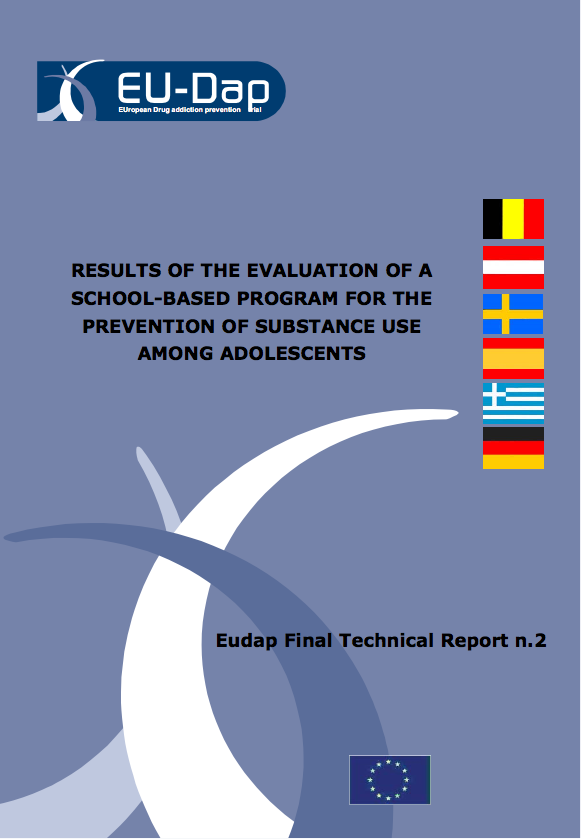 EU-Dap
EUropean Drug addiction prevention trial
RESULTS OF THE EVALUATION OF A
SCHOOL-BASED PROGRAM FOR THE
PREVENTION OF SUBSTANCE USE
AMONG ADOLESCENTS
Eudap Final Technical Report n.2